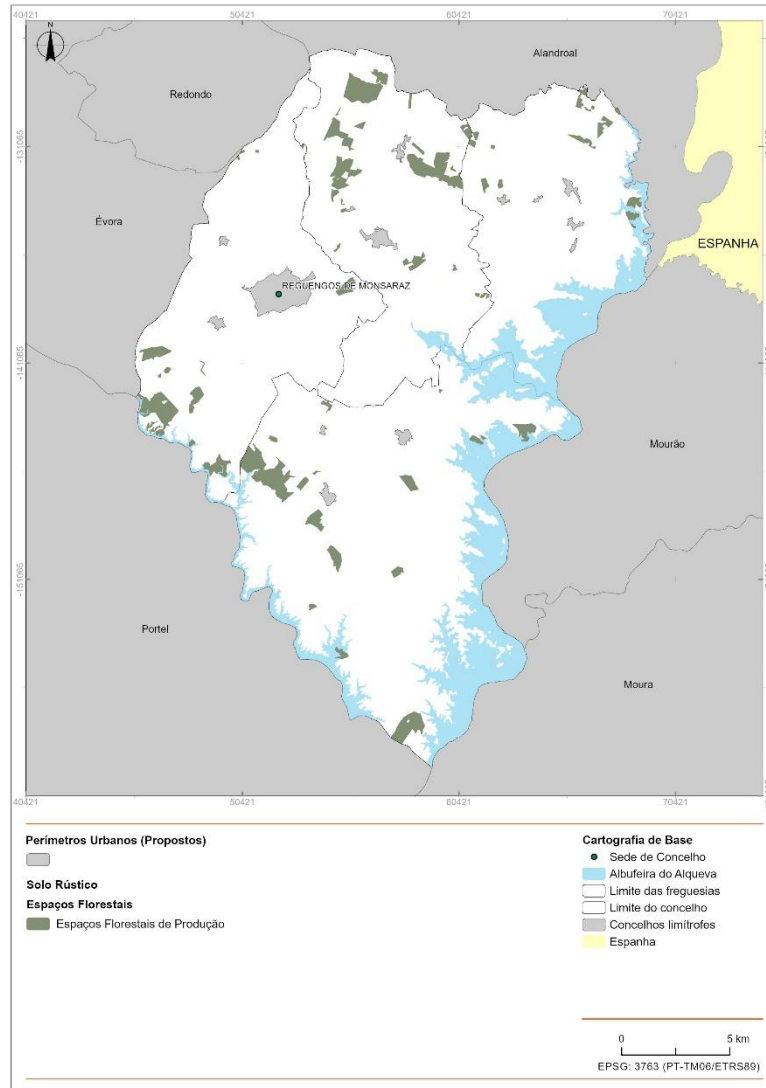 N
40421 50421 60421 70421
Alandroal
Redondo
-131065
Évora
ESPANHA
REGUENGOS DE MONSARAZ
-141065
Mourão
-151065
Portel
Moura
40421 50421 60421 70421
Perímetros Urbanos (Propostos)
Solo Rústico
Espaços Florestais
Espaços Florestais de Produção
Cartografia de Base
Sede de Concelho
Albufeira do Alqueva
Limite das freguesias
Limite do concelho
Concelhos limítrofes
Espanha
0 5 km
EPSG: 3763 (PT-TM06/ETRS89)